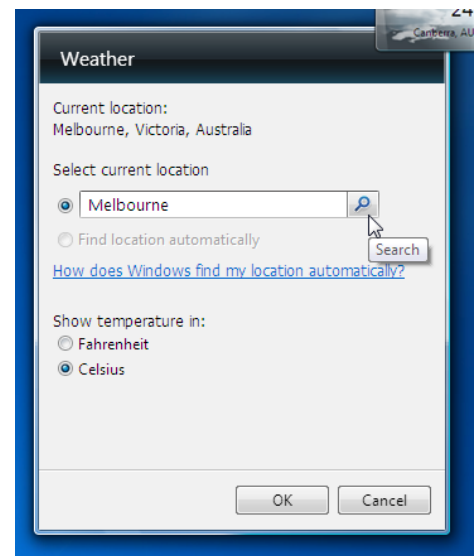 24
Canberra, AU
Weather
Current location:
Melbourne, Victoria, Australia
Select current location
Melbourne
Find location automatically
Search
How does Windows find my location automatically?
Show temperature in:
Fahrenheit
Celsius
OK
Cancel